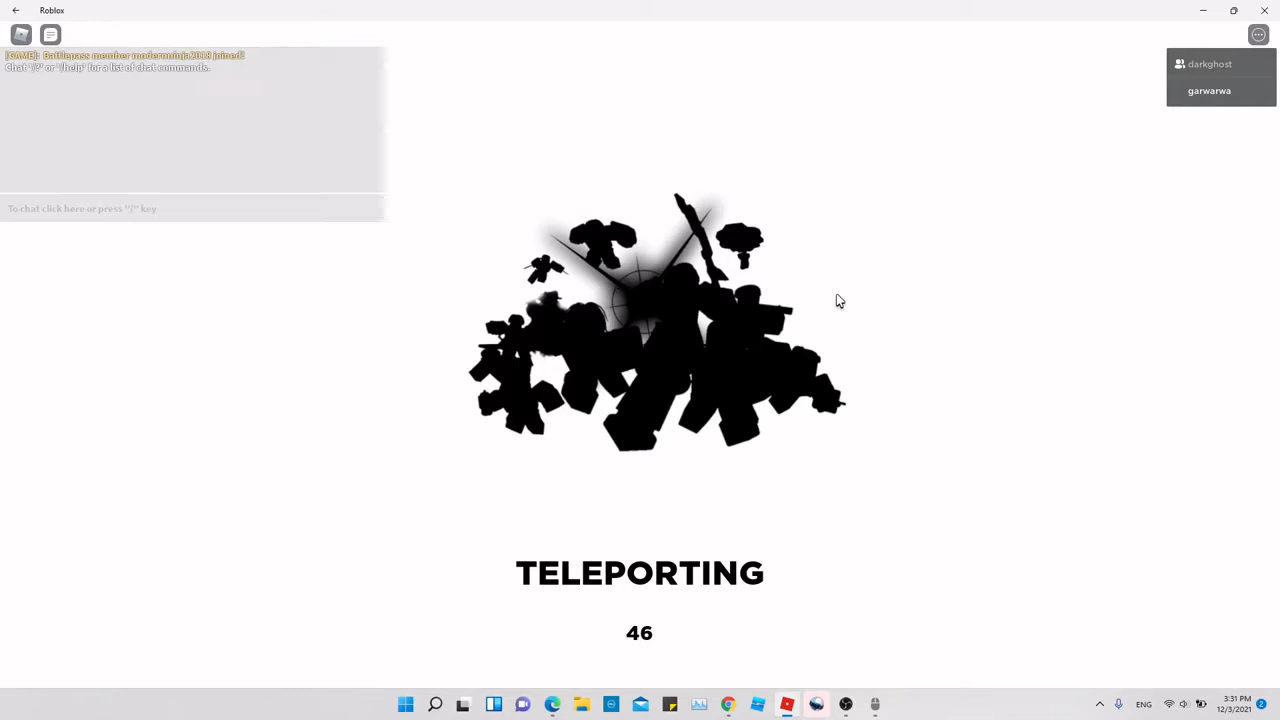 Roblox
[GAME]: Battlepass member modernninja2018 joined!
Chat '/?' or '/help' for a list of chat commands.
To chat click here or press "/" key
darkghost
garwarwa
TELEPORTING
46
ENG
3:31 PM
12/3/2021
2